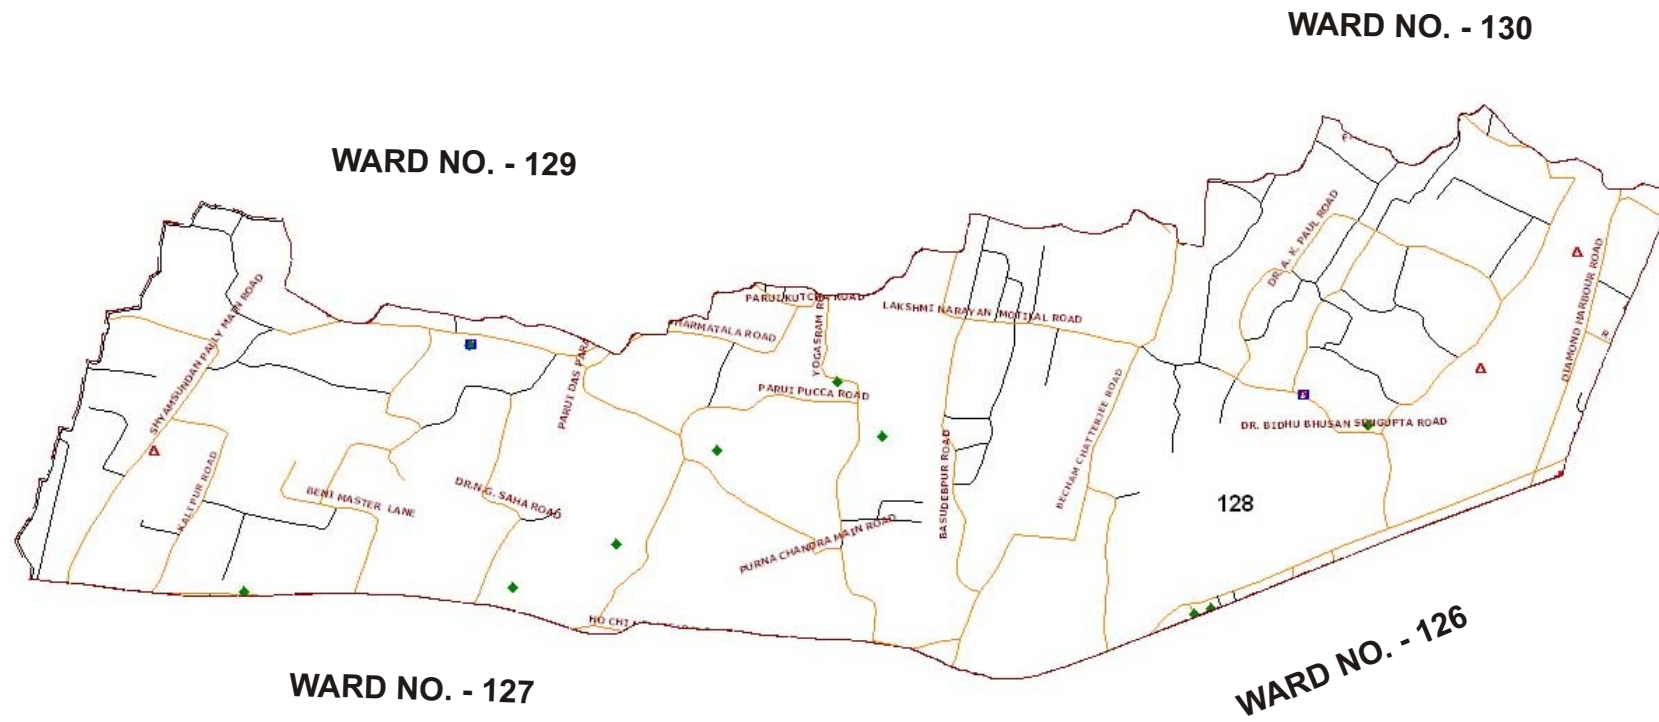 WARD NO. - 130
WARD NO. - 129
DR. A. K. PAUL ROAD
SHYAMSUNDAN PAULY MAIN ROAD
PARUI KUTCHA ROAD
LAKSHMI NARAYAN MOTILAL ROAD
DIAMOND HARBOUR ROAD
R
YOGASRAM R
PARUI DAS PARA
PARUI PUCCA ROAD
BECHAM CHATTERJEE ROAD
DR. BIDHU BHUSAN SENGUPTA ROAD
BASUDEBPUR ROAD
KALIPUR ROAD
BENI MASTER LANE
DR.N.G. SAHA ROAD
128
PURNA CHANDRA MAIN ROAD
HO CHI
WARD NO. - 126
WARD NO. - 127